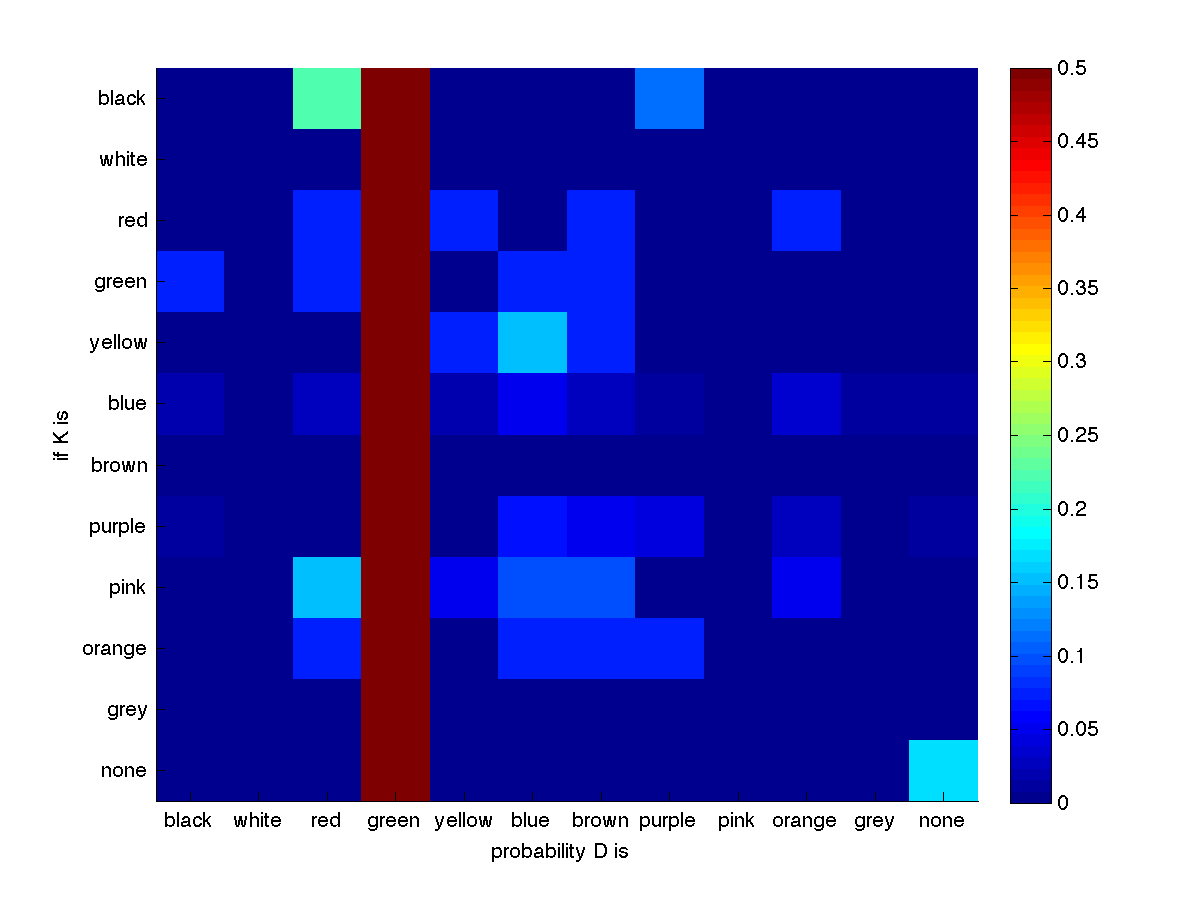 black
white
red
green
yellow
blue
brown
purple
pink
orange
grey
none
if K is
black white red green yellow blue brown purple pink orange grey none
probability D is
0.5
0.45
0.4
0.35
0.3
0.25
0.2
0.15
0.1
0.05
0